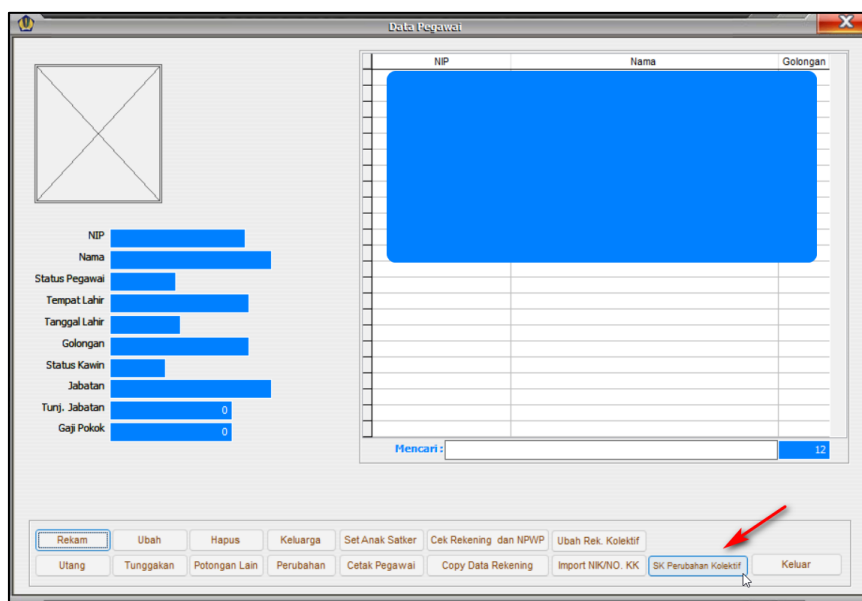 Data Pegawai
NIP Nama Golongan
NIP
Nama
Status Pegawai
Tempat Lahir
Tanggal Lahir
Golongan
Status Kawin
Jabatan
Tunj. Jabatan 0
Gaji Pokok 0
Mencari : 12
Rekam Ubah Hapus Keluarga Set Anak Satker Cek Rekening dan NPWP Ubah Rek. Kolektif
Utang Tunggakan Potongan Lain Perubahan Cetak Pegawai Copy Data Rekening Import NIK/NO. KK SK Perubahan Kolektif Keluar